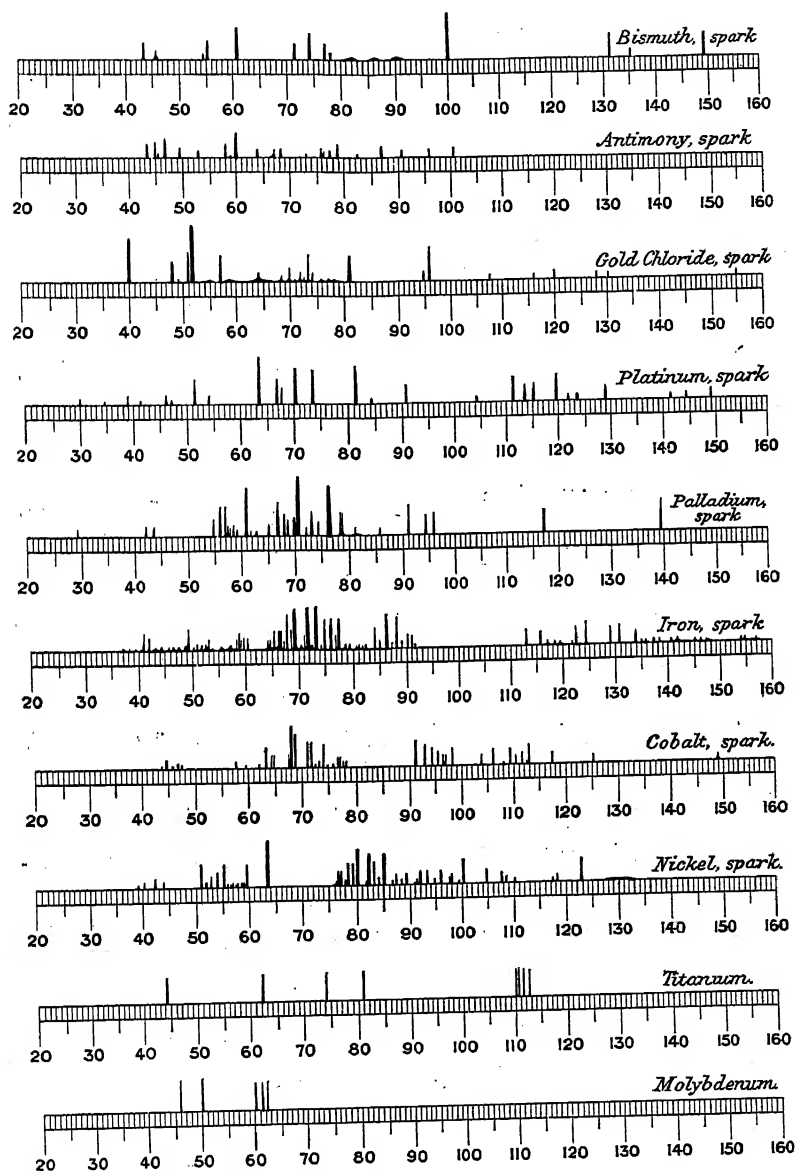 Bismuth, spark
20 30 40 50 60 70 80 90 100 110 120 130 140 150 160
Antimony, spark
20 30 40 50 60 70 80 90 100 110 120 130 140 150 160
Gold Chloride, spark
20 30 40 50 60 70 80 90 100 110 120 130 140 150 160
Platinum, spark
20 30 40 50 60 70 80 90 100 110 120 130 140 150 160
Palladium,
spark
20 30 40 50 60 70 80 90 100 110 120 130 140 150 160
Iron, spark
20 30 40 50 60 70 80 90 100 110 120 130 140 150 160
Cobalt, spark.
20 30 40 50 60 70 80 90 100 110 120 130 140 150 160
Nickel, spark.
20 30 40 50 60 70 80 90 100 110 120 130 140 150 160
Titanum.
20 30 40 50 60 70 80 90 100 110 120 130 140 150 160
Molybdenum.
20 30 40 50 60 70 80 90 100 110 120 130 140 150 160